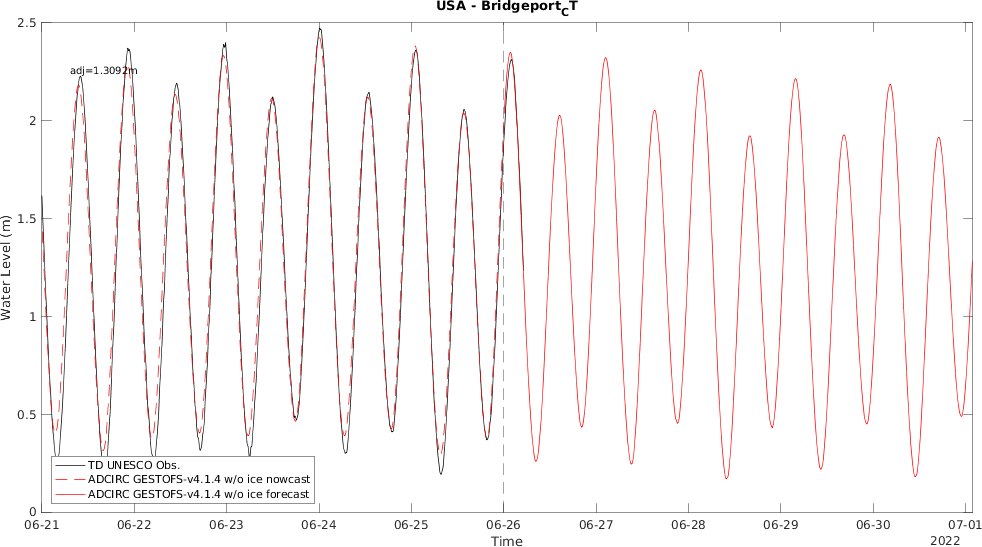 USA - Bridgeport_CT
2.5
adj=1.3092m
2
1.5
Water Level (m)
1
0.5
TD UNESCO Obs.
ADCIRC GESTOFS-v4.1.4 w/o ice nowcast
ADCIRC GESTOFS-v4.1.4 w/o ice forecast
0
06-21 06-22 06-23 06-24 06-25 06-26 06-27 06-28 06-29 06-30 07-01
Time 2022